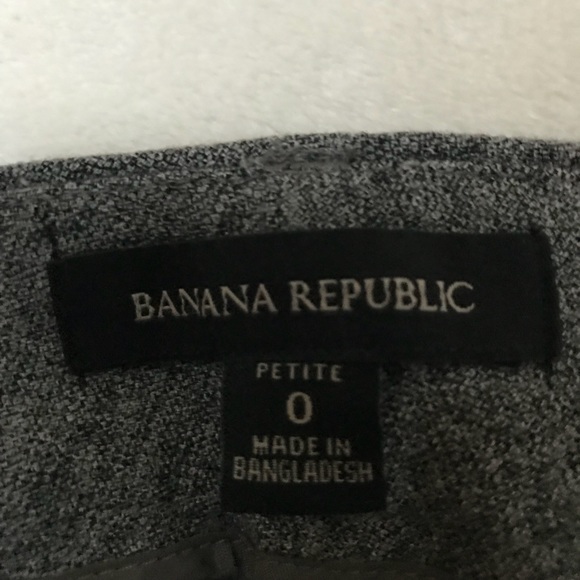 BANANA REPUBLIC
PETITE
0
MADE IN
BANGLADESH